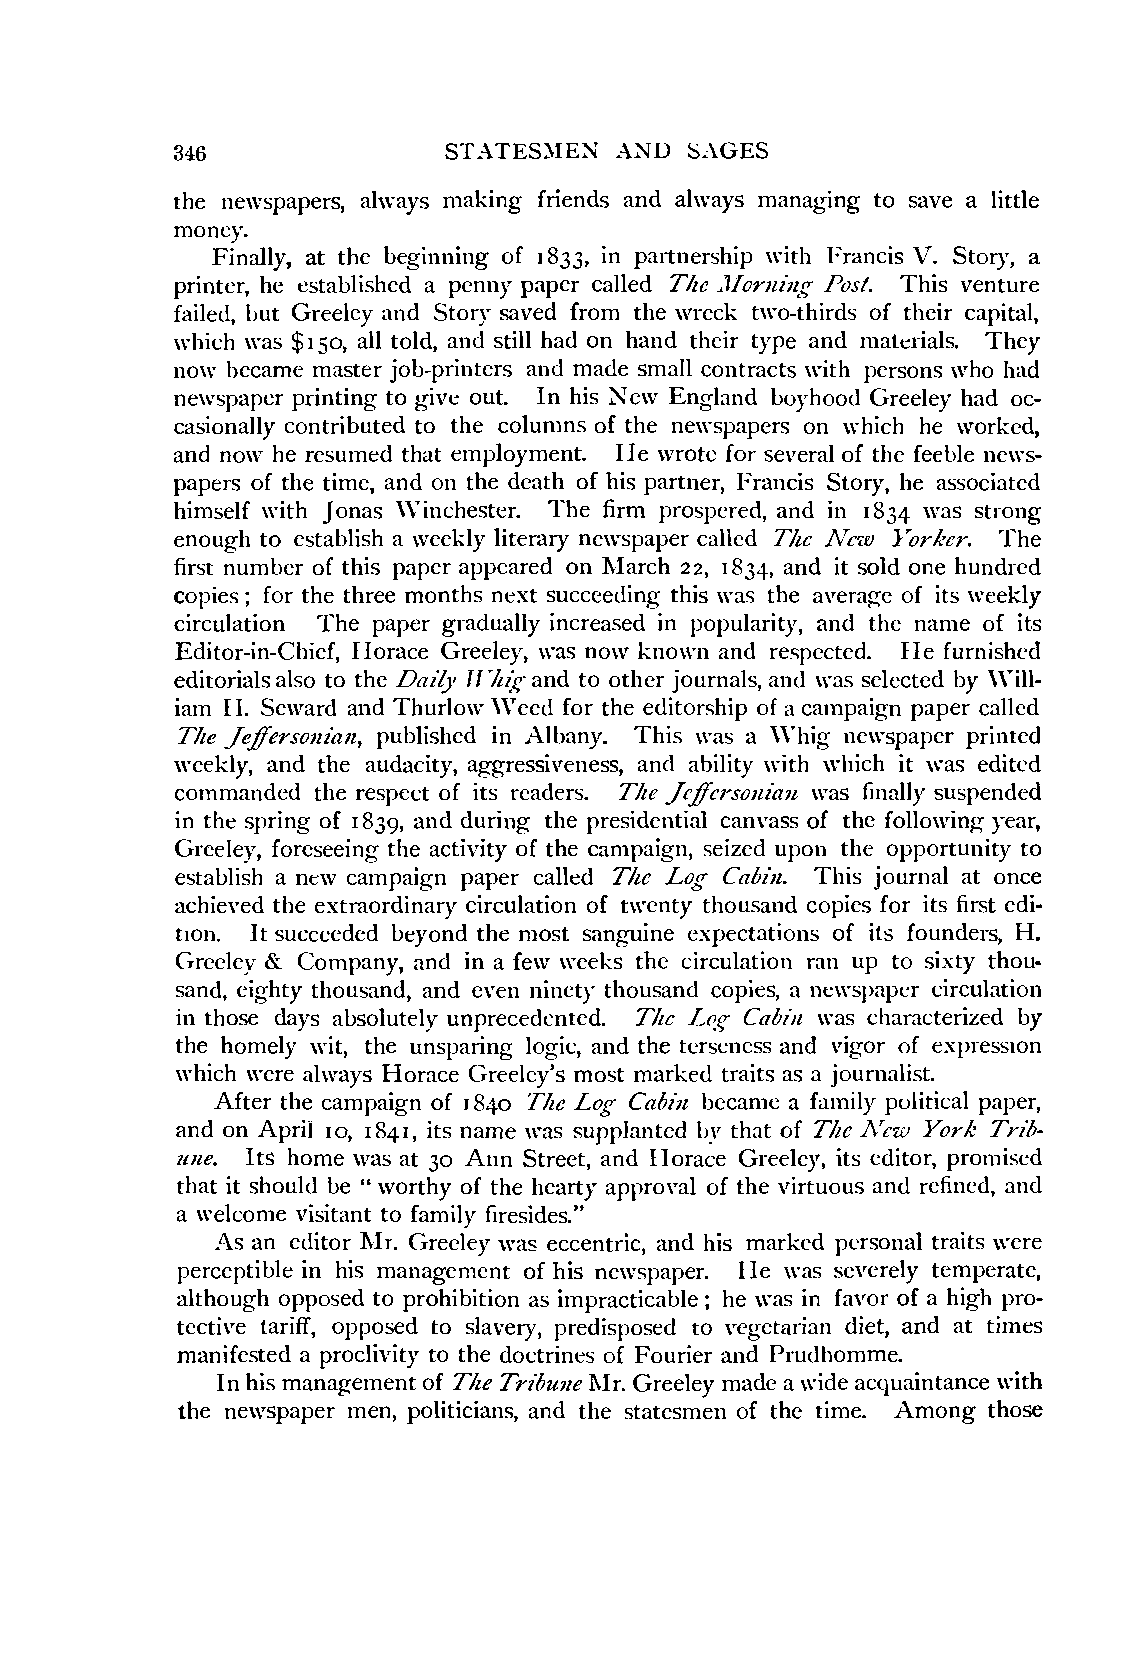 346 STATESMEN AND SAGES
the newspapers, always making friends and always managing to save a little
money.
Finally, at the beginning of 1833, in partnership with Francis V. Story, a
printer, he established a penny paper called The Morning Post. This venture
failed, but Greeley and Story saved from the wreck two-thirds of their capital,
which was $150, all told, and still had on hand their type and materials. They
now became master job-printers and made small contracts with persons who had
newspaper printing to give out. In his New England boyhood Greeley had oc-
casionally contributed to the columns of the newspapers on which he worked,
and now he resumed that employment. He wrote for several of the feeble news-
papers of the time, and on the death of his partner, Francis Story, he associated
himself with Jonas Winchester. The firm prospered, and in 1834 was strong
enough to establish a weekly literary newspaper called The New Yorker. The
first number of this paper appeared on March 22, 1834, and it sold one hundred
copies; for the three months next succeeding this was the average of its weekly
circulation The paper gradually increased in popularity, and the name of its
Editor-in-Chief, Horace Greeley, was now known and respected. He furnished
editorials also to the Daily Whig and to other journals, and was selected by Will-
iam H. Seward and Thurlow Weed for the editorship of a campaign paper called
The Jeffersonian, published in Albany. This was a Whig newspaper printed
weekly, and the audacity, aggressiveness, and ability with which it was edited
commanded the respect of its readers. The Jeffersonian was finally suspended
in the spring of 1839, and during the presidential canvass of the following year,
Greeley, foreseeing the activity of the campaign, seized upon the opportunity to
establish a new campaign paper called The Log Cabin. This journal at once
achieved the extraordinary circulation of twenty thousand copies for its first edi-
tion. It succeeded beyond the most sanguine expectations of its founders, H.
Greeley & Company, and in a few weeks the circulation ran up to sixty thou-
sand, eighty thousand, and even ninety thousand copies, a newspaper circulation
in those days absolutely unprecedented. The Log Cabin was characterized by
the homely wit, the unsparing logic, and the terseness and vigor of expression
which were always Horace Greeley's most marked traits as a journalist.
After the campaign of 1840 The Log Cabin became a family political paper,
and on April 10, 1841, its name was supplanted by that of The New York Trib-
une. Its home was at 30 Ann Street, and Horace Greeley, its editor, promised
that it should be " worthy of the hearty approval of the virtuous and refined, and
a welcome visitant to family firesides."
As an editor Mr. Greeley was eccentric, and his marked personal traits were
perceptible in his management of his newspaper. He was severely temperate,
although opposed to prohibition as impracticable; he was in favor of a high pro-
tective tariff, opposed to slavery, predisposed to vegetarian diet, and at times
manifested a proclivity to the doctrines of Fourier and Prudhomme.
In his management of The Tribune Mr. Greeley made a wide acquaintance with
the newspaper men, politicians, and the statesmen of the time. Among those